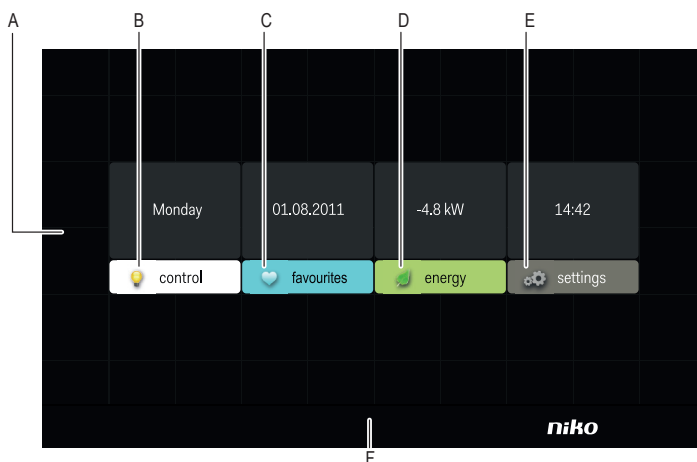 A B C D E
Monday 01.08.2011 -4.8 kW 14:42
control favourites energy settings
niko
F